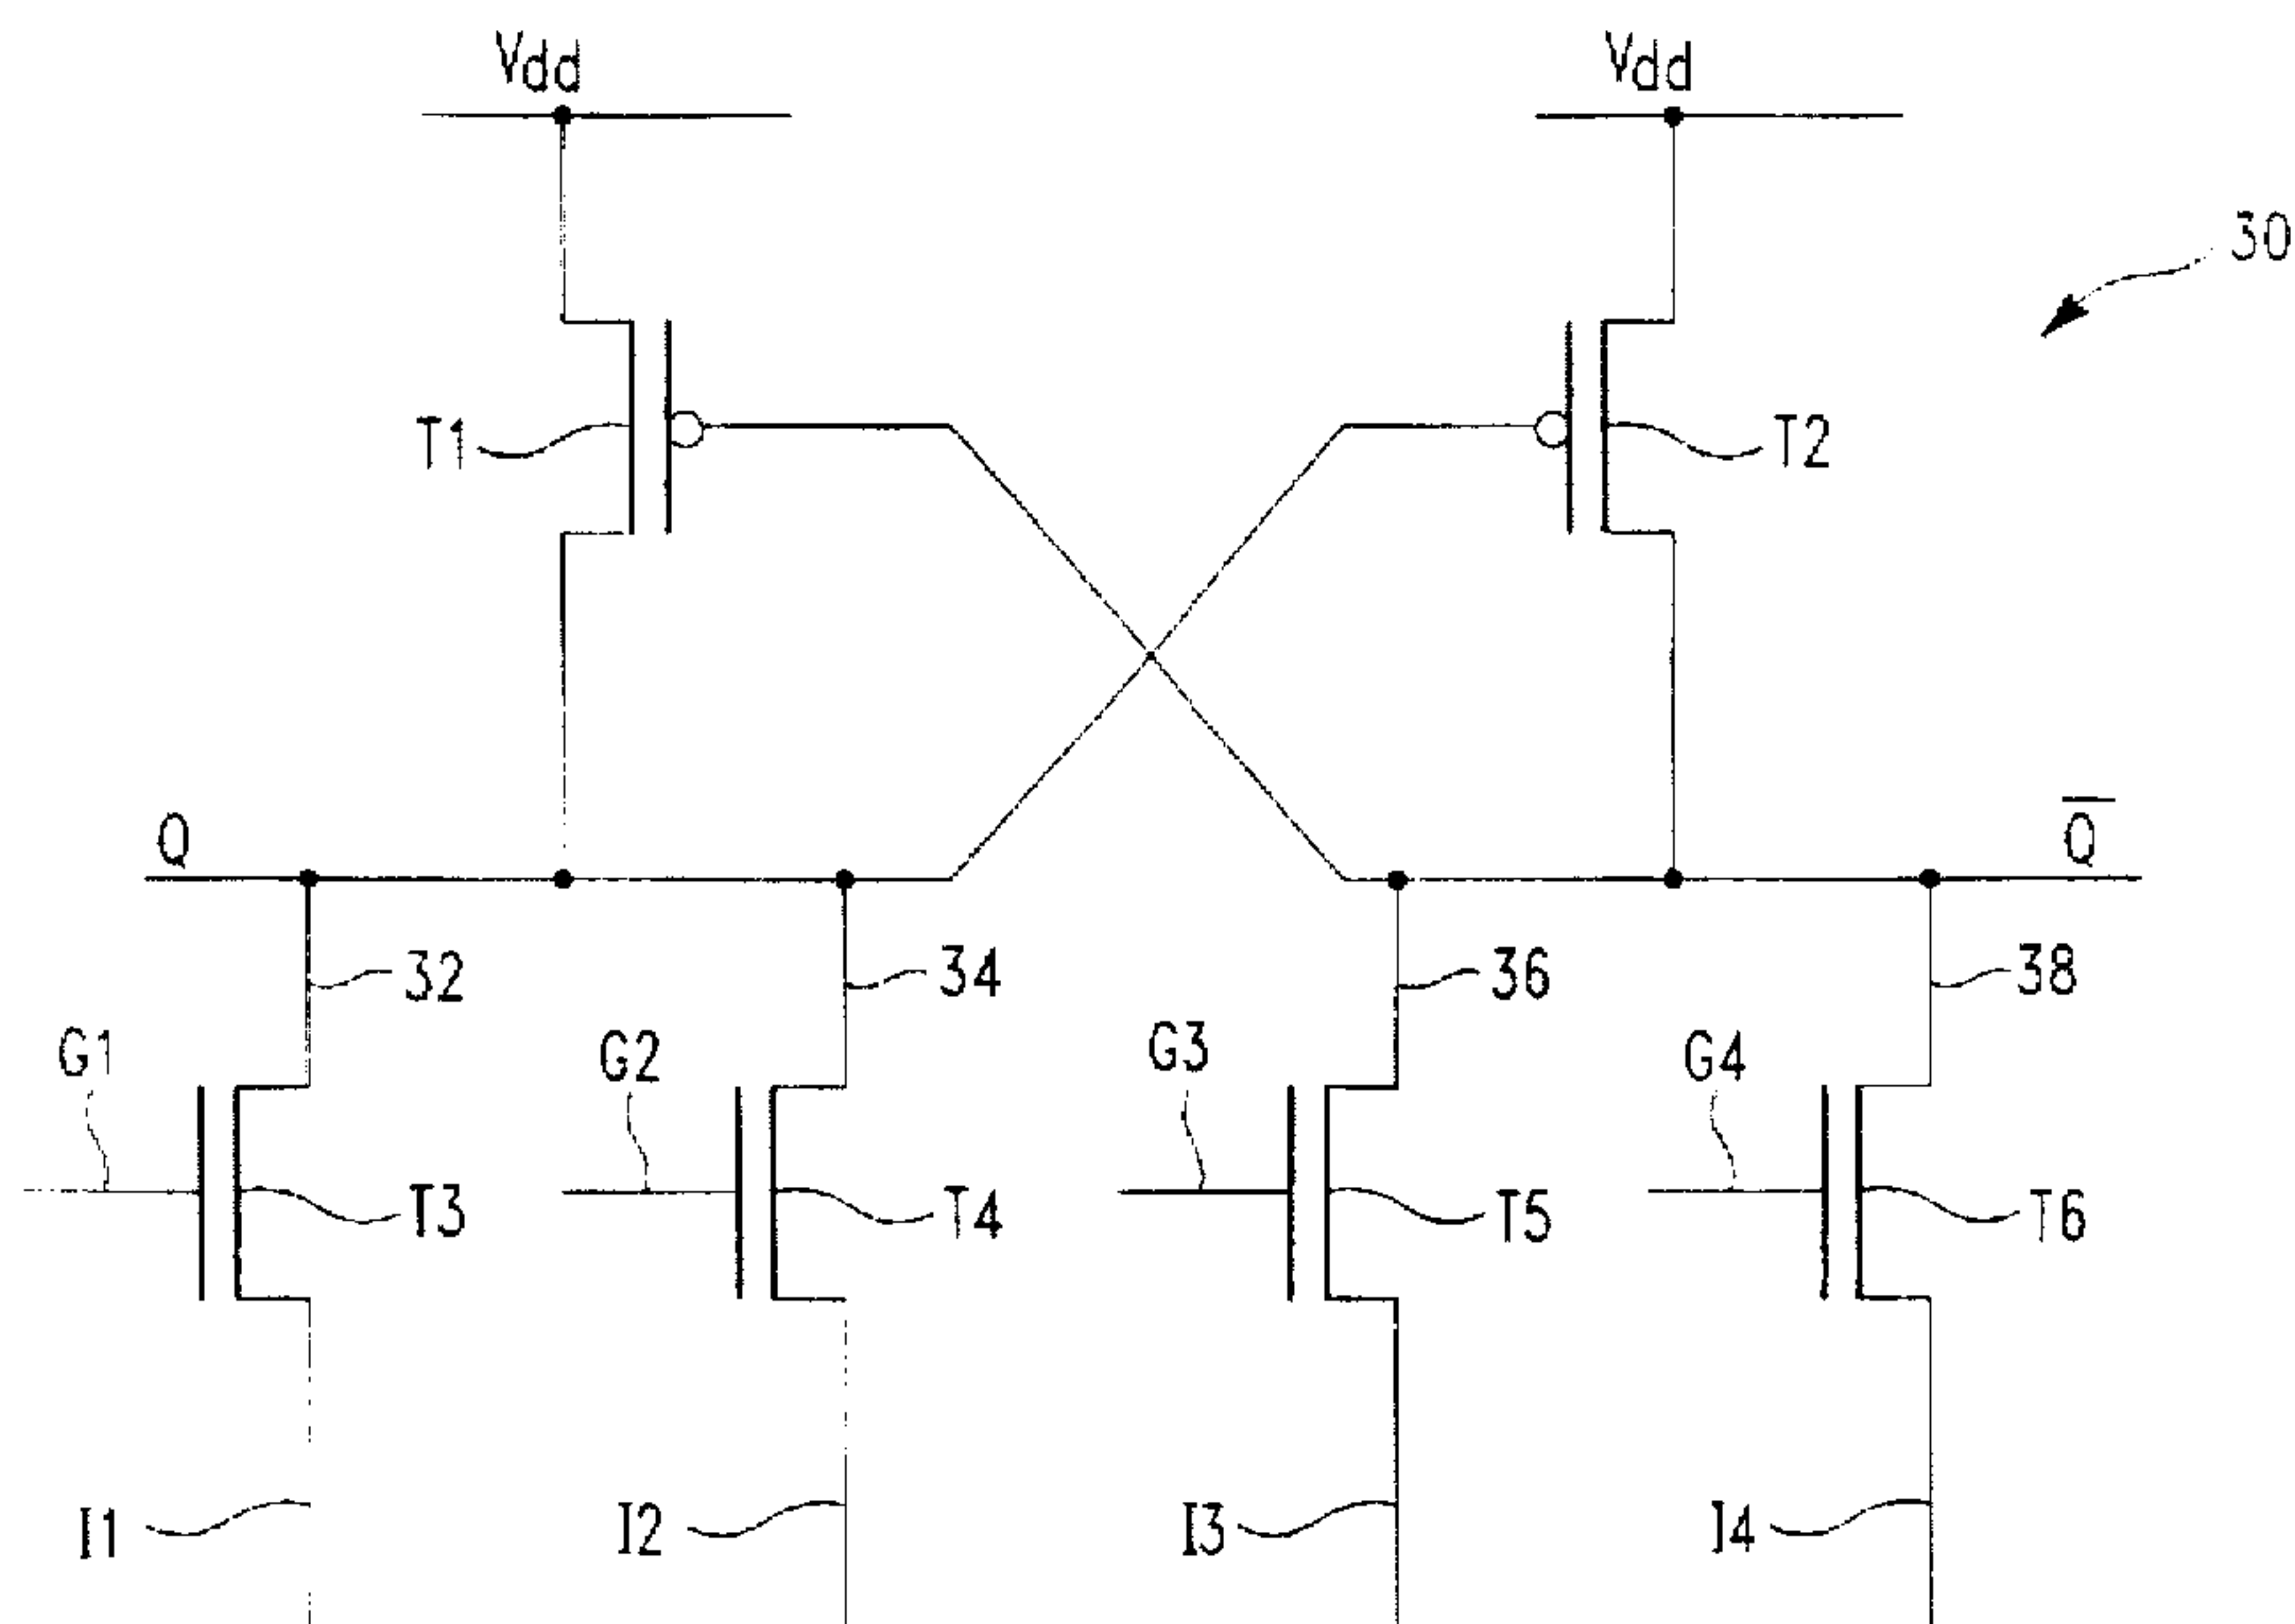 Vdd Vdd
30
T1 T2
Q Q̅
32 34 36 38
G1 G2 G3 G4
T3 T4 T5 T6
I1 I2 I3 I4